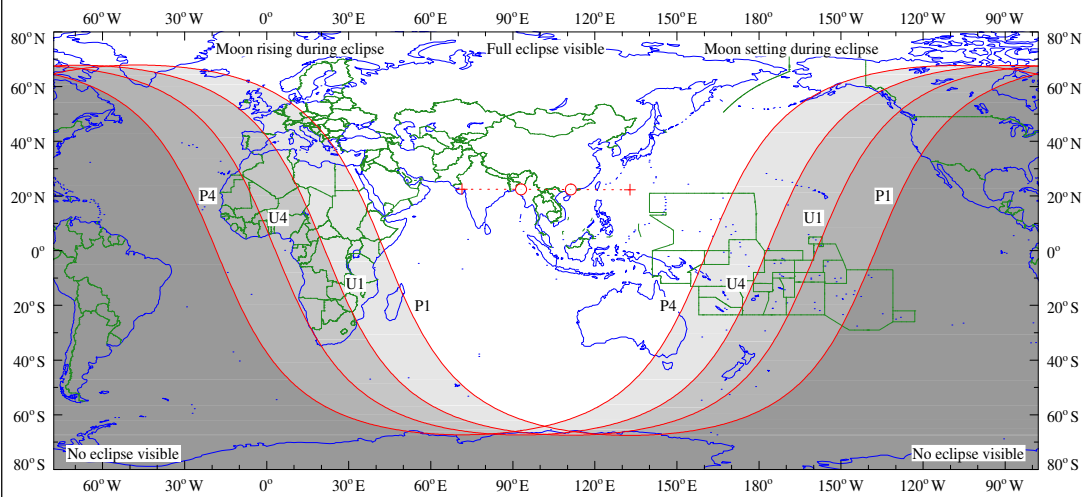 60° W 30° W 0° 30° E 60° E 90° E 120° E 150° E 180° E 150° W 120° W 90° W
80° N 80° N
Moon rising during eclipse Full eclipse visible Moon setting during eclipse
60° N 60° N
40° N 40° N
20° N P4 P1 20° N
U4 U1
0° 0°
U1 U4
20° S P1 P4 20° S
40° S 40° S
60° S 60° S
No eclipse visible No eclipse visible
80° S 80° S
60° W 30° W 0° 30° E 60° E 90° E 120° E 150° E 180° E 150° W 120° W 90° W